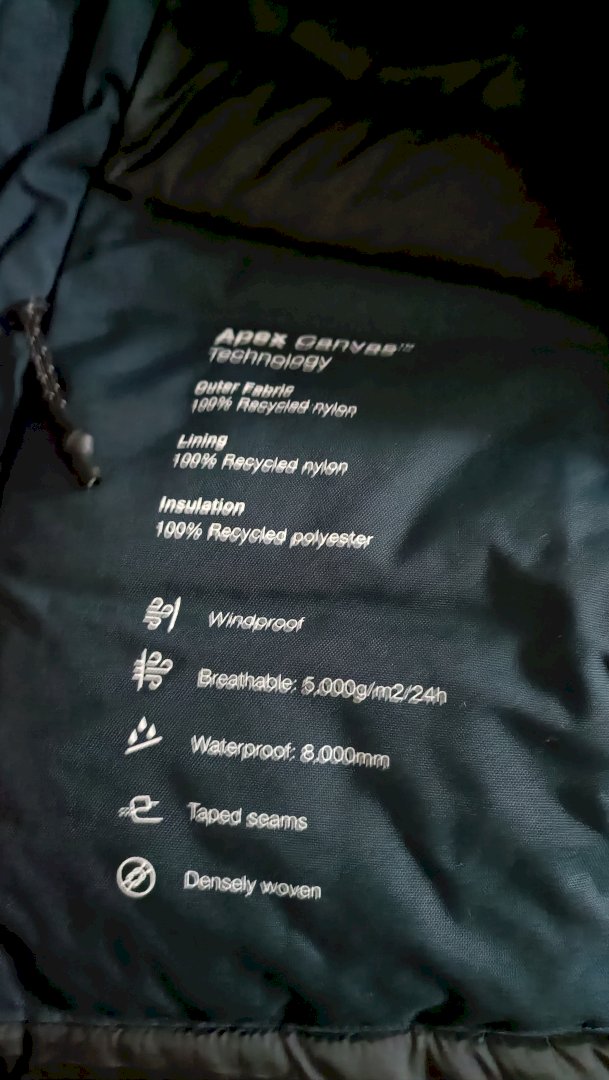 Apex Canvas™
Technology
Outer Fabric
100% Recycled nylon
Lining
100% Recycled nylon
Insulation
100% Recycled polyester
Windproof
Breathable: 5.000g/m2/24h
Waterproof: 8.000mm
Taped seams
Densely woven